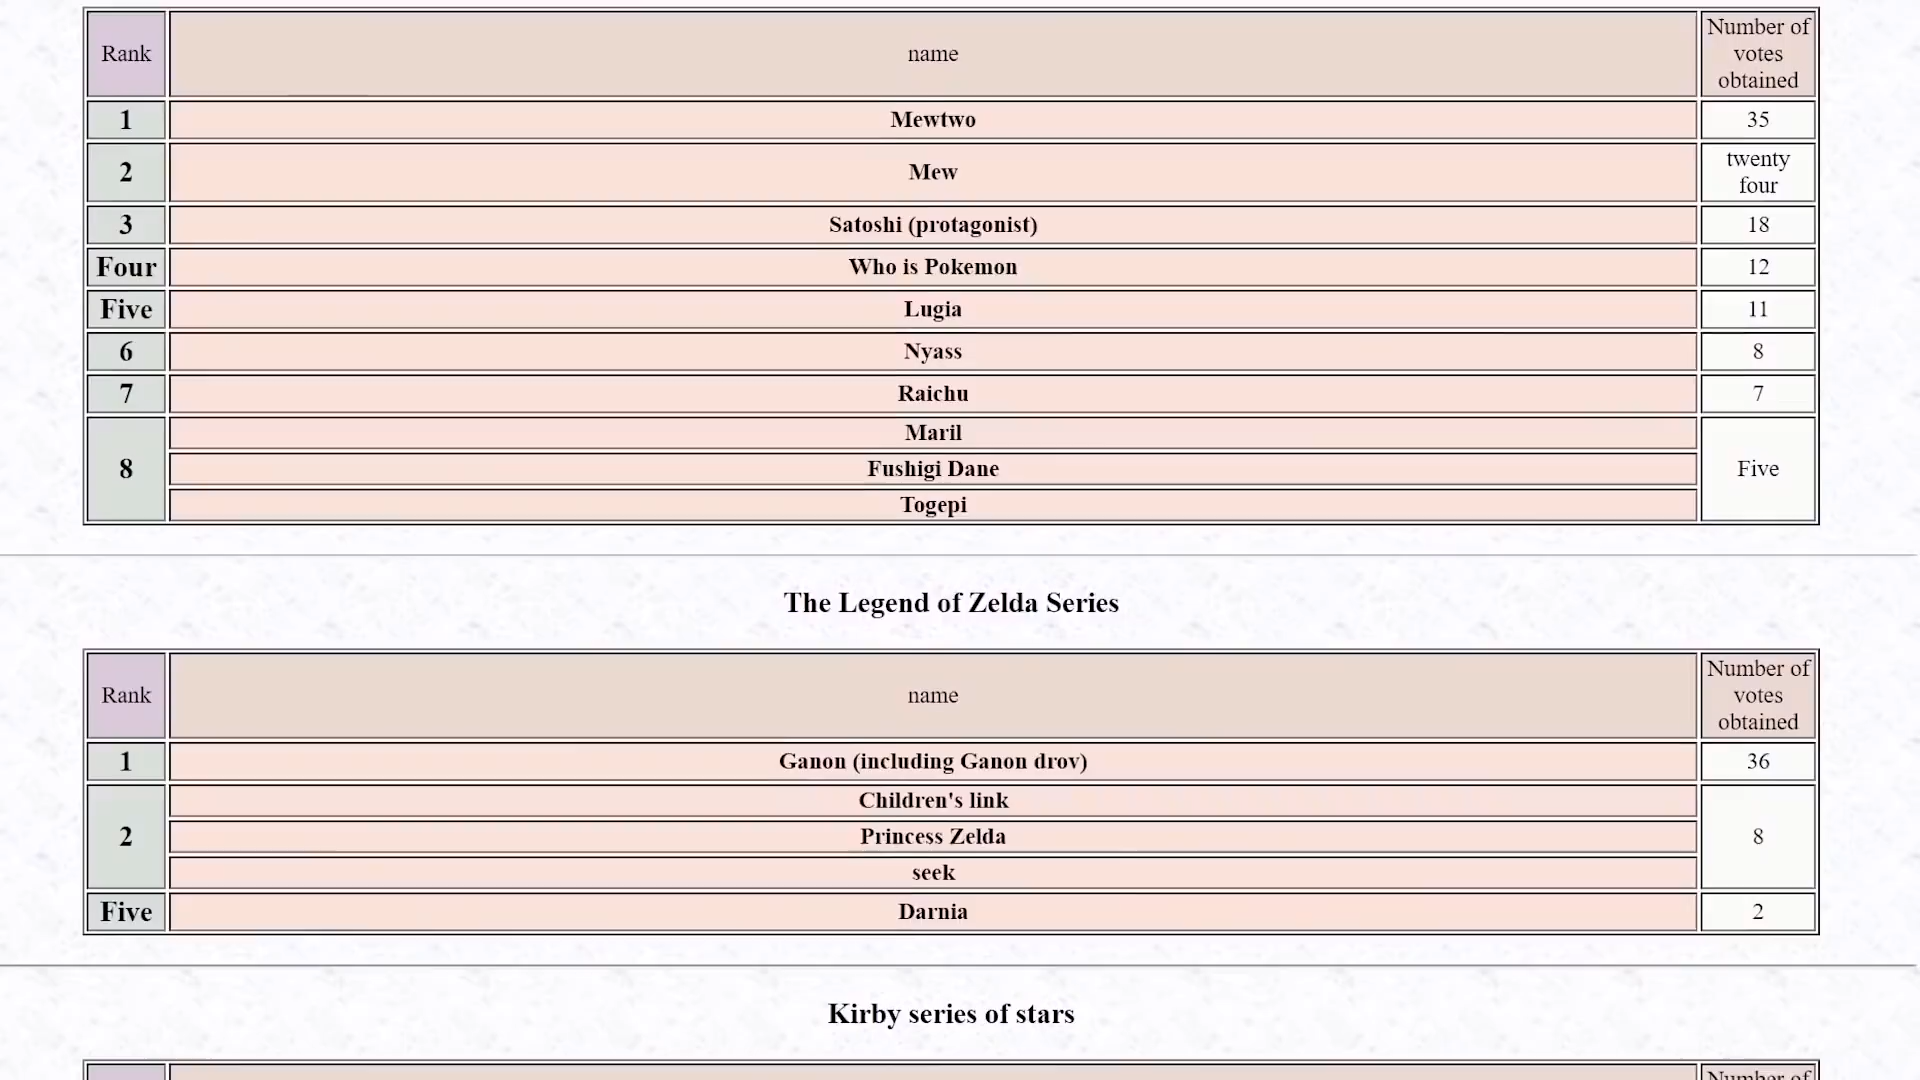 Rank name Number of votes obtained
1 Mewtwo 35
2 Mew twenty four
3 Satoshi (protagonist) 18
Four Who is Pokemon 12
Five Lugia 11
6 Nyass 8
7 Raichu 7
8 Maril Five
Fushigi Dane
Togepi
The Legend of Zelda Series
Rank name Number of votes obtained
1 Ganon (including Ganon drov) 36
2 Children's link 8
Princess Zelda
seek
Five Darnia 2
Kirby series of stars
Number of